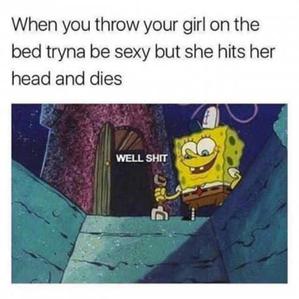 When you throw your girl on the
bed tryna be sexy but she hits her
head and dies
WELL SHIT